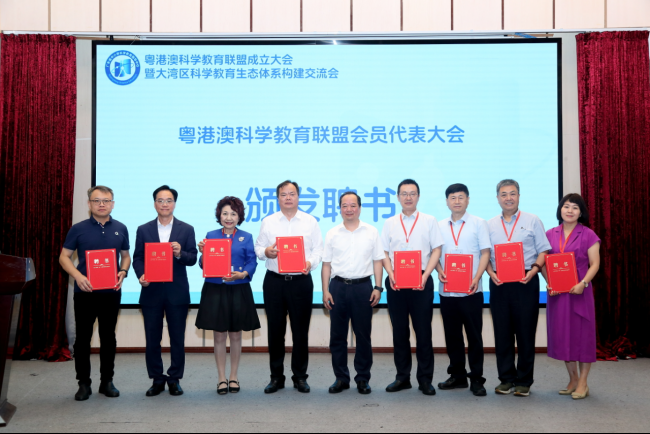 粤港澳科学教育联盟成立大会
暨大湾区科学教育生态体系构建交流会
粤港澳科学教育联盟会员代表大会
颁发聘书
聘书
聘书
聘书
聘书
聘书
聘书
聘书
聘书